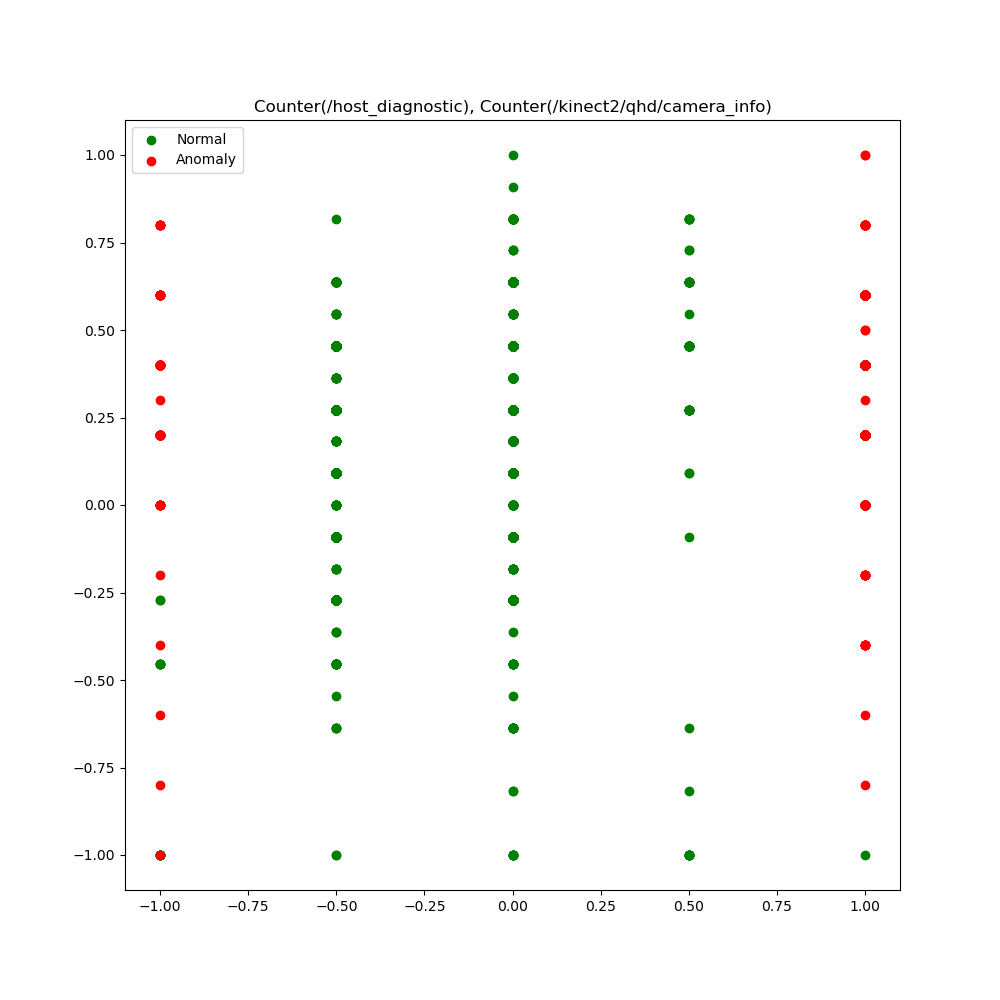 Counter(/host_diagnostic), Counter(/kinect2/qhd/camera_info)
Normal
Anomaly
1.00
0.75
0.50
0.25
0.00
−0.25
−0.50
−0.75
−1.00
−1.00 −0.75 −0.50 −0.25 0.00 0.25 0.50 0.75 1.00